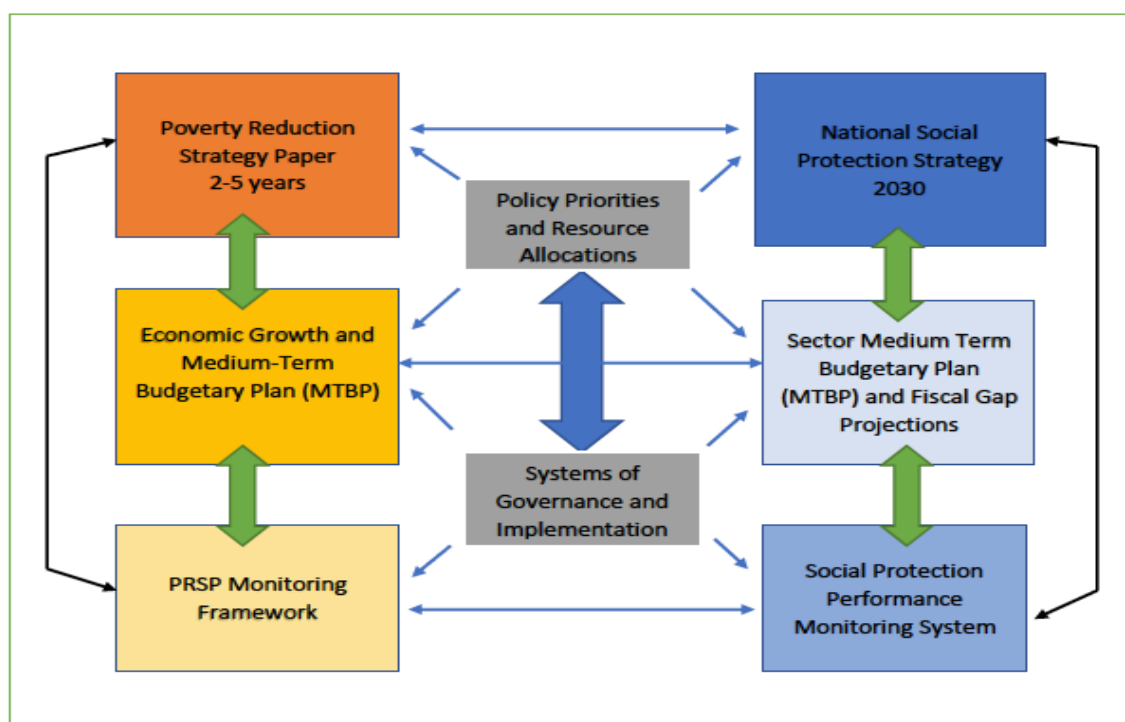 Poverty Reduction
Strategy Paper
2-5 years
National Social
Protection Strategy
2030
Policy Priorities
and Resource
Allocations
Economic Growth and
Medium-Term
Budgetary Plan (MTBP)
Sector Medium Term
Budgetary Plan
(MTBP) and Fiscal Gap
Projections
Systems of
Governance and
Implementation
PRSP Monitoring
Framework
Social Protection
Performance
Monitoring System